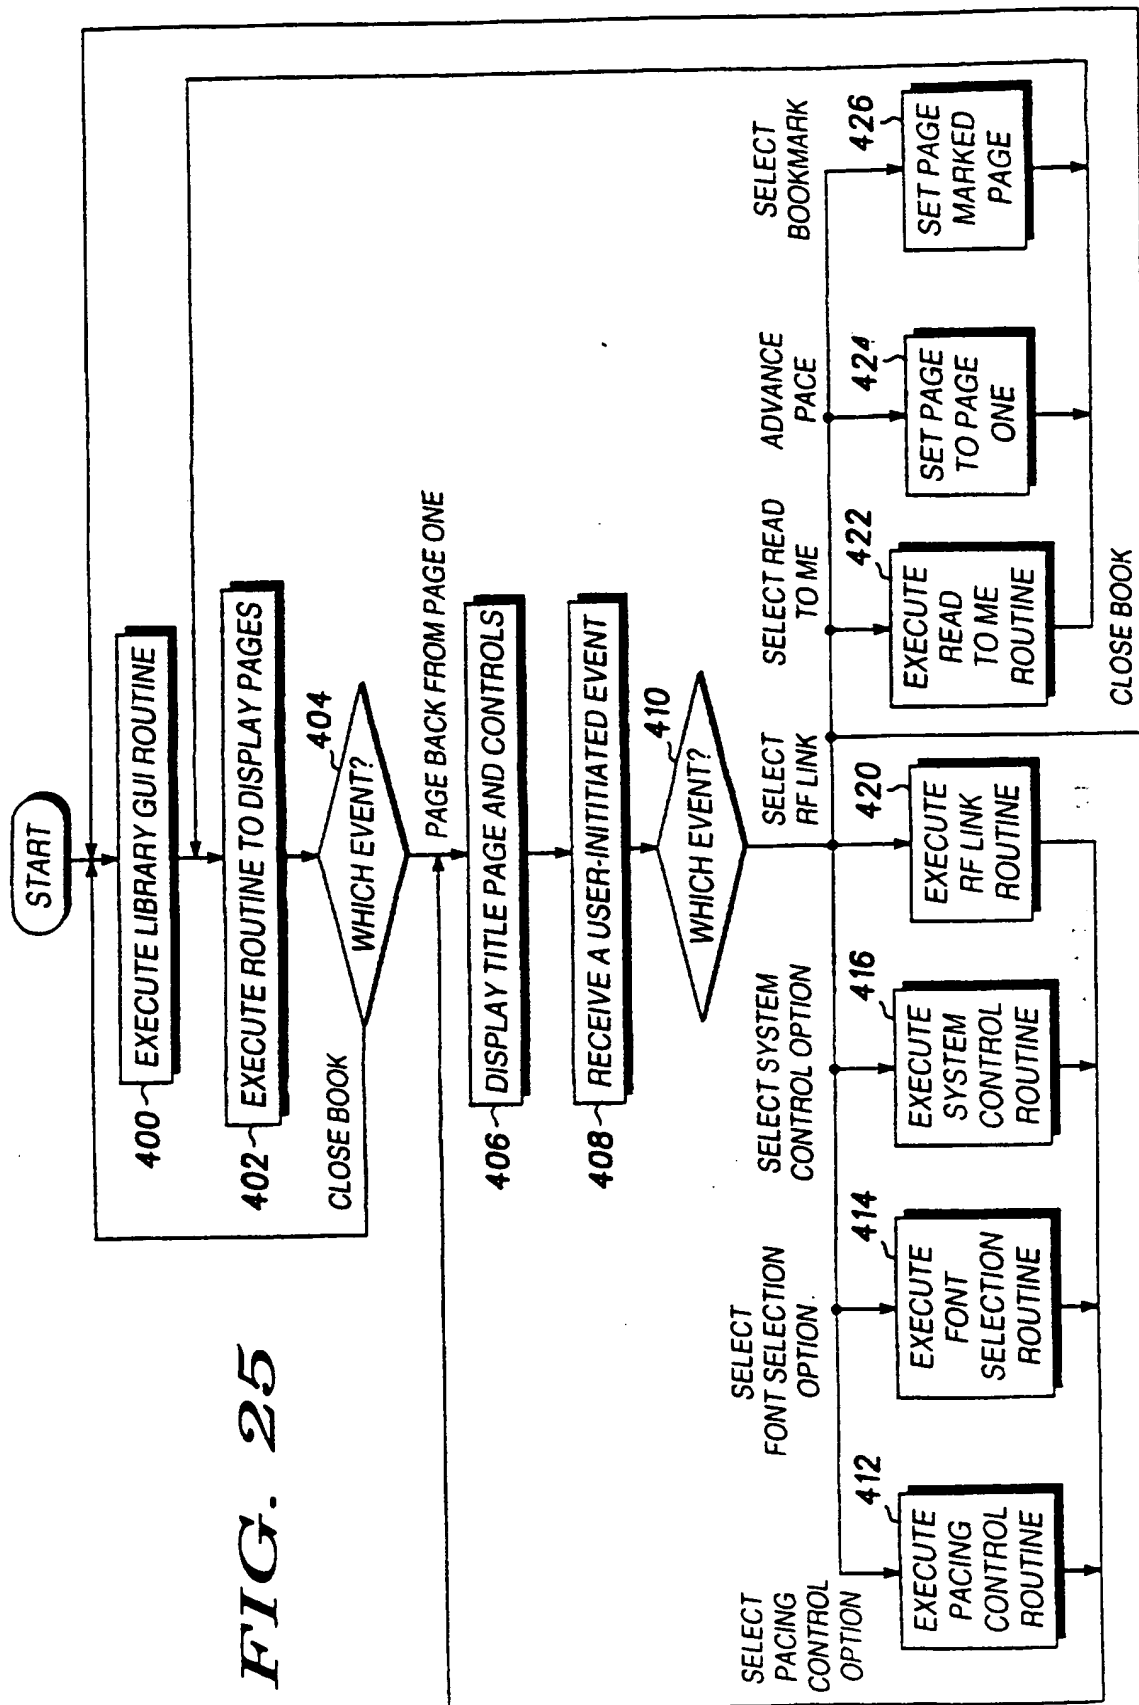 FIG. 25
START
EXECUTE LIBRARY GUI ROUTINE
400
EXECUTE ROUTINE TO DISPLAY PAGES
402
WHICH EVENT?
404
CLOSE BOOK
PAGE BACK FROM PAGE ONE
DISPLAY TITLE PAGE AND CONTROLS
406
RECEIVE A USER-INITIATED EVENT
408
WHICH EVENT?
410
SELECT
PACING
CONTROL
OPTION
412
EXECUTE
PACING
CONTROL
ROUTINE
SELECT
FONT SELECTION
OPTION.
414
EXECUTE
FONT
SELECTION
ROUTINE
SELECT SYSTEM
CONTROL OPTION
416
EXECUTE
SYSTEM
CONTROL
ROUTINE
SELECT
RF LINK
420
EXECUTE
RF LINK
ROUTINE
SELECT READ
TO ME
422
EXECUTE
READ
TO ME
ROUTINE
ADVANCE
PACE
424
SET PAGE
TO PAGE
ONE
SELECT
BOOKMARK
426
SET PAGE
MARKED
PAGE
CLOSE BOOK